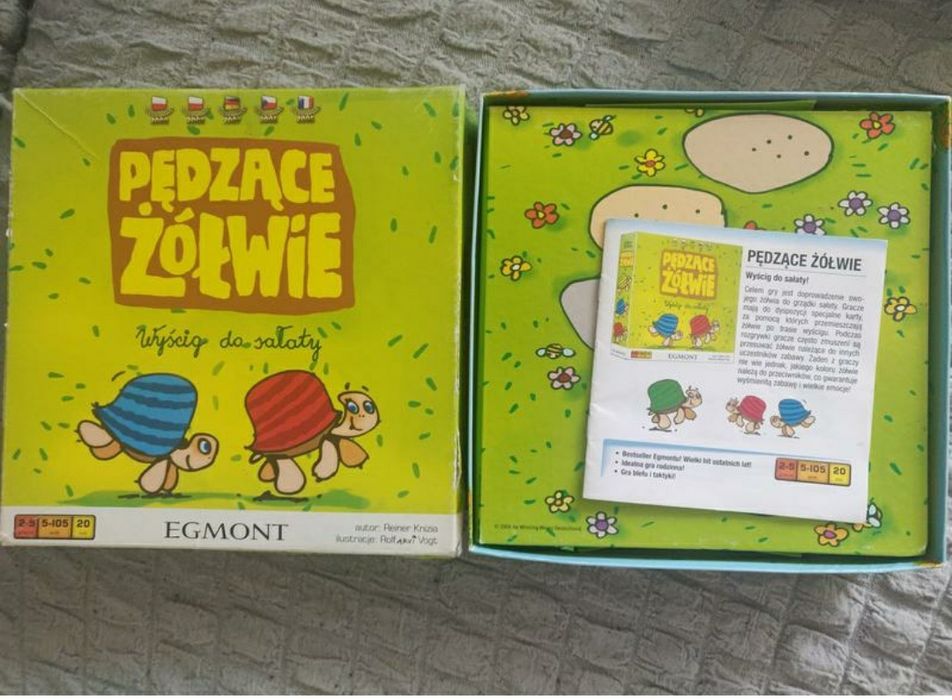 PĘDZĄCE
ŻÓŁWIE
Wyścig do sałaty
2-5 5-105 20
EGMONT
autor: Reiner Knizia
ilustracje: Rolf ARVi Vogt
PĘDZĄCE
ŻÓŁWIE
Wyścig do sałaty
EGMONT
PĘDZĄCE ŻÓŁWIE
Wyścig do sałaty!
Celem gry jest doprowadzenie swo-
jego żółwia do grządki sałaty. Gracze
mają do dyspozycji specjalne karty,
za pomocą których przemieszczają
żółwie po trasie wyścigu. Podczas
rozgrywki gracze często zmuszeni są
przesuwać żółwie należące do innych
uczestników zabawy. Żaden z graczy
nie wie jednak, jakiego koloru żółwie
należą do przeciwników, co gwarantuje
wyśmienitą zabawę i wielkie emocje!
• Bestseller Egmontu! Wielki hit ostatnich lat!
• Idealna gra rodzinna!
• Gra blefu i taktyki!
2-5 5-105 20